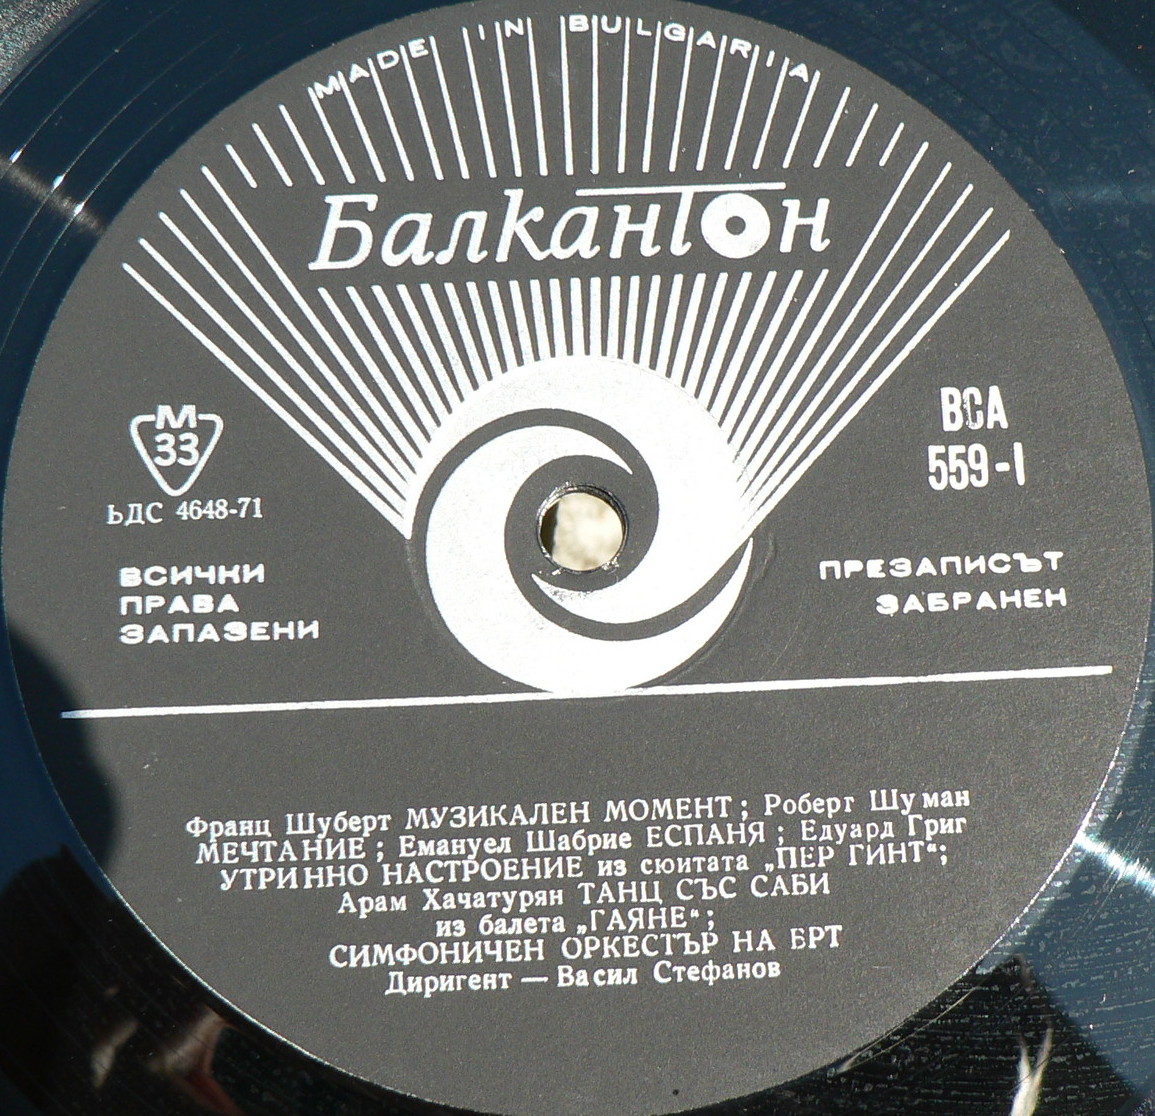 MADE IN BULGARIA
Балкантон
М
33
ЬДС 4648-71
ВСИЧКИ
ПРАВА
ЗАПАЗЕНИ
ВСА
559-I
ПРЕЗАПИСЪТ
ЗАБРАНЕН
Франц Шуберт МУЗИКАЛЕН МОМЕНТ; Роберт Шуман
МЕЧТАНИЕ; Емануел Шабрие ЕСПАНЯ; Едуард Григ
УТРИННО НАСТРОЕНИЕ из сюитата „ПЕР ГИНТ“;
Арам Хачатурян ТАНЦ СЪС САБИ
из балета „ГАЯНЕ“;
СИМФОНИЧЕН ОРКЕСТЪР НА БРТ
Диригент — Васил Стефанов